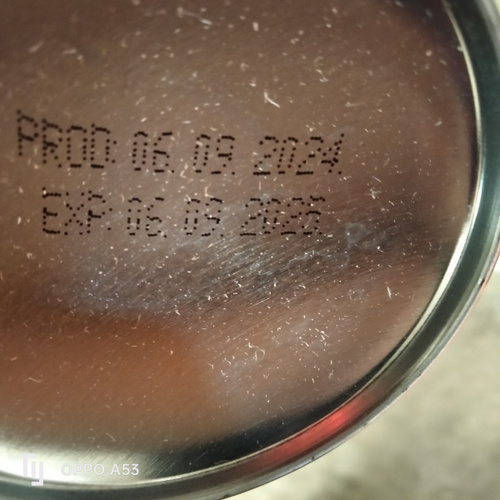 PROD: 06. 09. 2024.
EXP: 06. 09. 2026.
OPPO A53